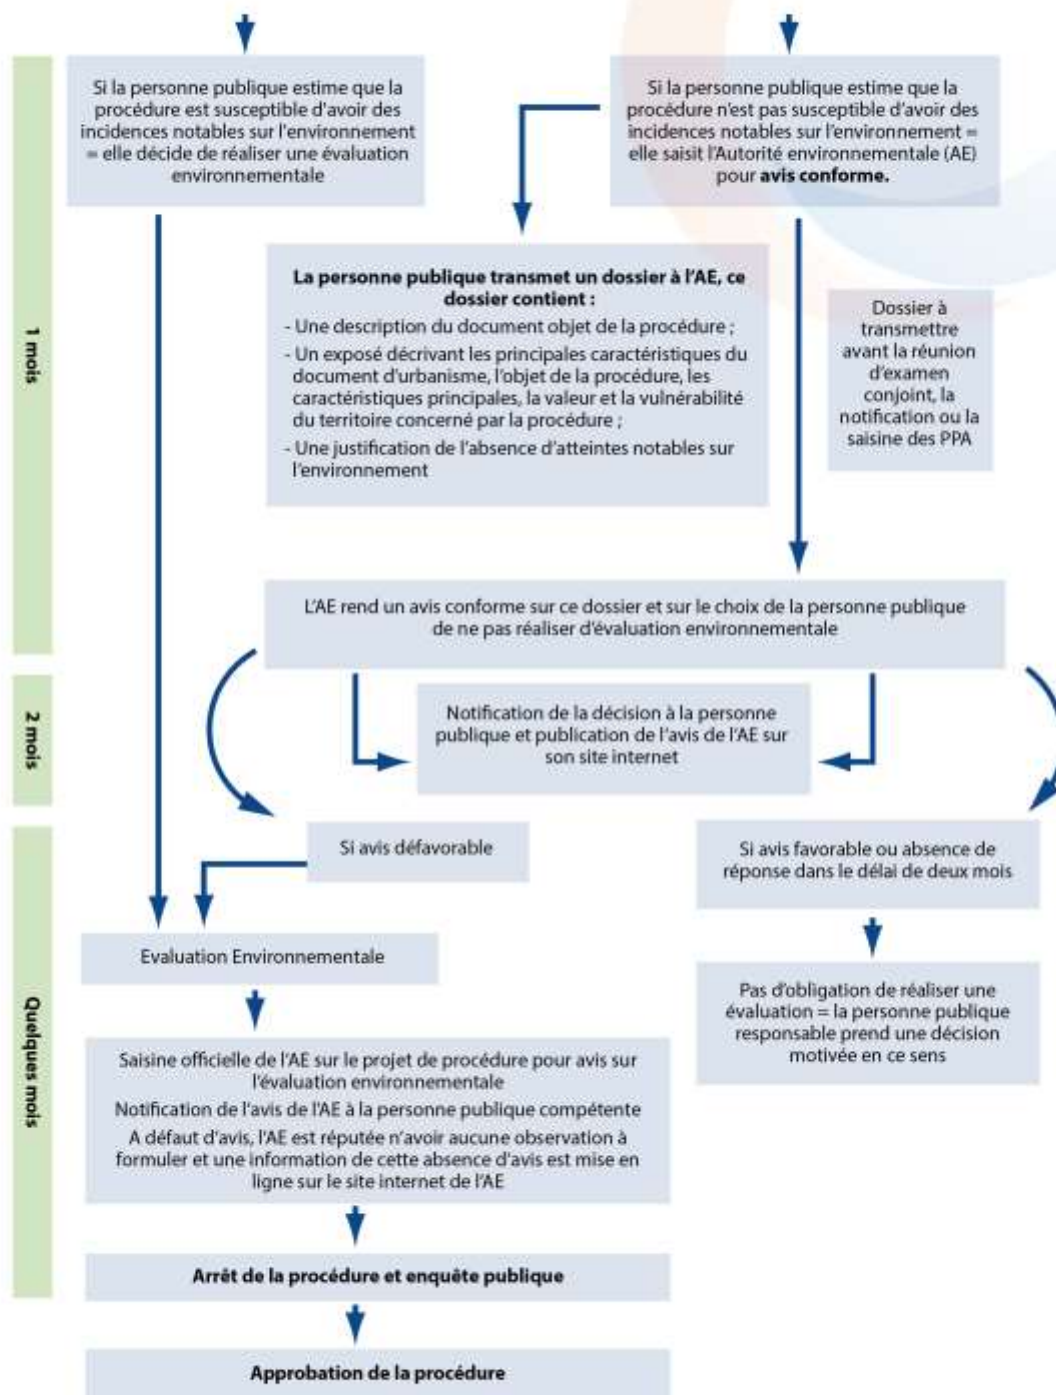 Si la personne publique estime que la
procédure est susceptible d'avoir des
incidences notables sur l'environnement
= elle décide de réaliser une évaluation
environnementale
Si la personne publique estime que la
procédure n'est pas susceptible d'avoir des
incidences notables sur l'environnement =
elle saisit l'Autorité environnementale (AE)
pour avis conforme.
1 mois
La personne publique transmet un dossier à l'AE, ce
dossier contient :
- Une description du document objet de la procédure ;
- Un exposé décrivant les principales caractéristiques du
document d'urbanisme, l'objet de la procédure, les
caractéristiques principales, la valeur et la vulnérabilité
du territoire concerné par la procédure ;
- Une justification de l'absence d'atteintes notables sur
l'environnement
Dossier à
transmettre
avant la réunion
d'examen
conjoint, la
notification ou la
saisine des PPA
L'AE rend un avis conforme sur ce dossier et sur le choix de la personne publique
de ne pas réaliser d'évaluation environnementale
2 mois
Notification de la décision à la personne
publique et publication de l'avis de l'AE sur
son site internet
Quelques mois
Si avis défavorable
Si avis favorable ou absence de
réponse dans le délai de deux mois
Evaluation Environnementale
Pas d'obligation de réaliser une
évaluation = la personne publique
responsable prend une décision
motivée en ce sens
Saisine officielle de l'AE sur le projet de procédure pour avis sur
l'évaluation environnementale
Notification de l'avis de l'AE à la personne publique compétente
A défaut d'avis, l'AE est réputée n'avoir aucune observation à
formuler et une information de cette absence d'avis est mise en
ligne sur le site internet de l'AE
Arrêt de la procédure et enquête publique
Approbation de la procédure